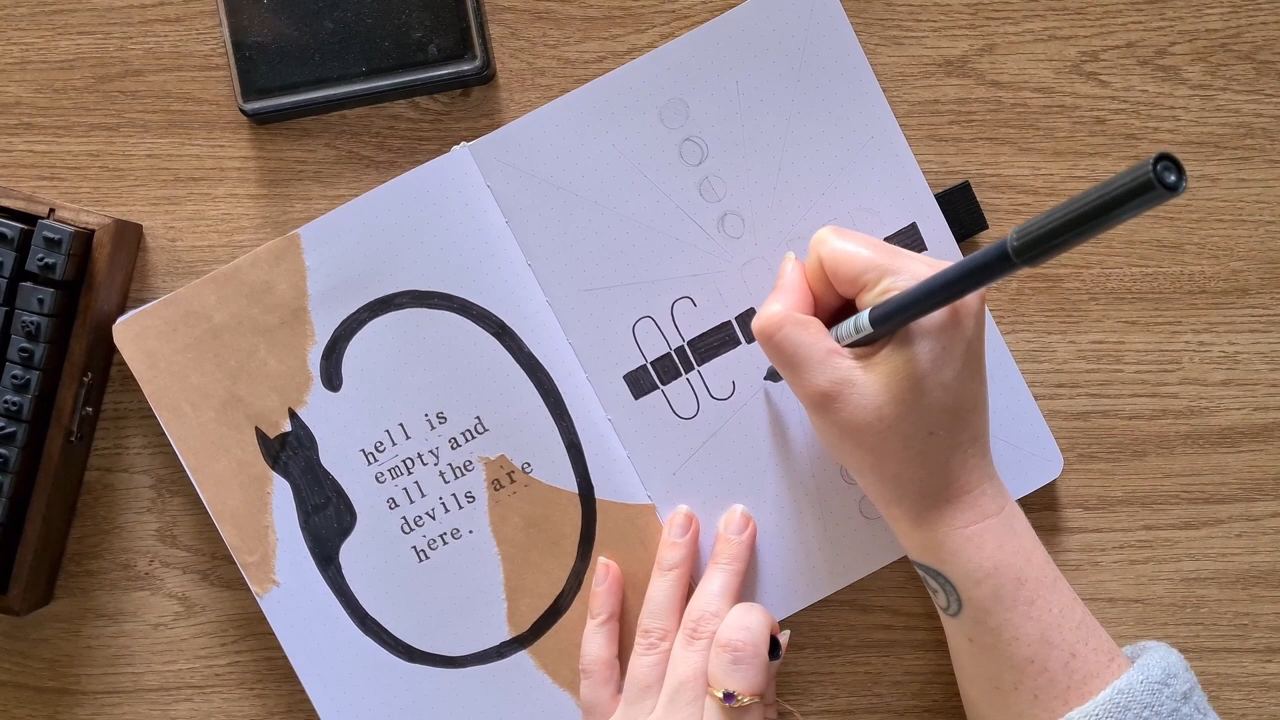 hell is
empty and
all the
devils are
here.